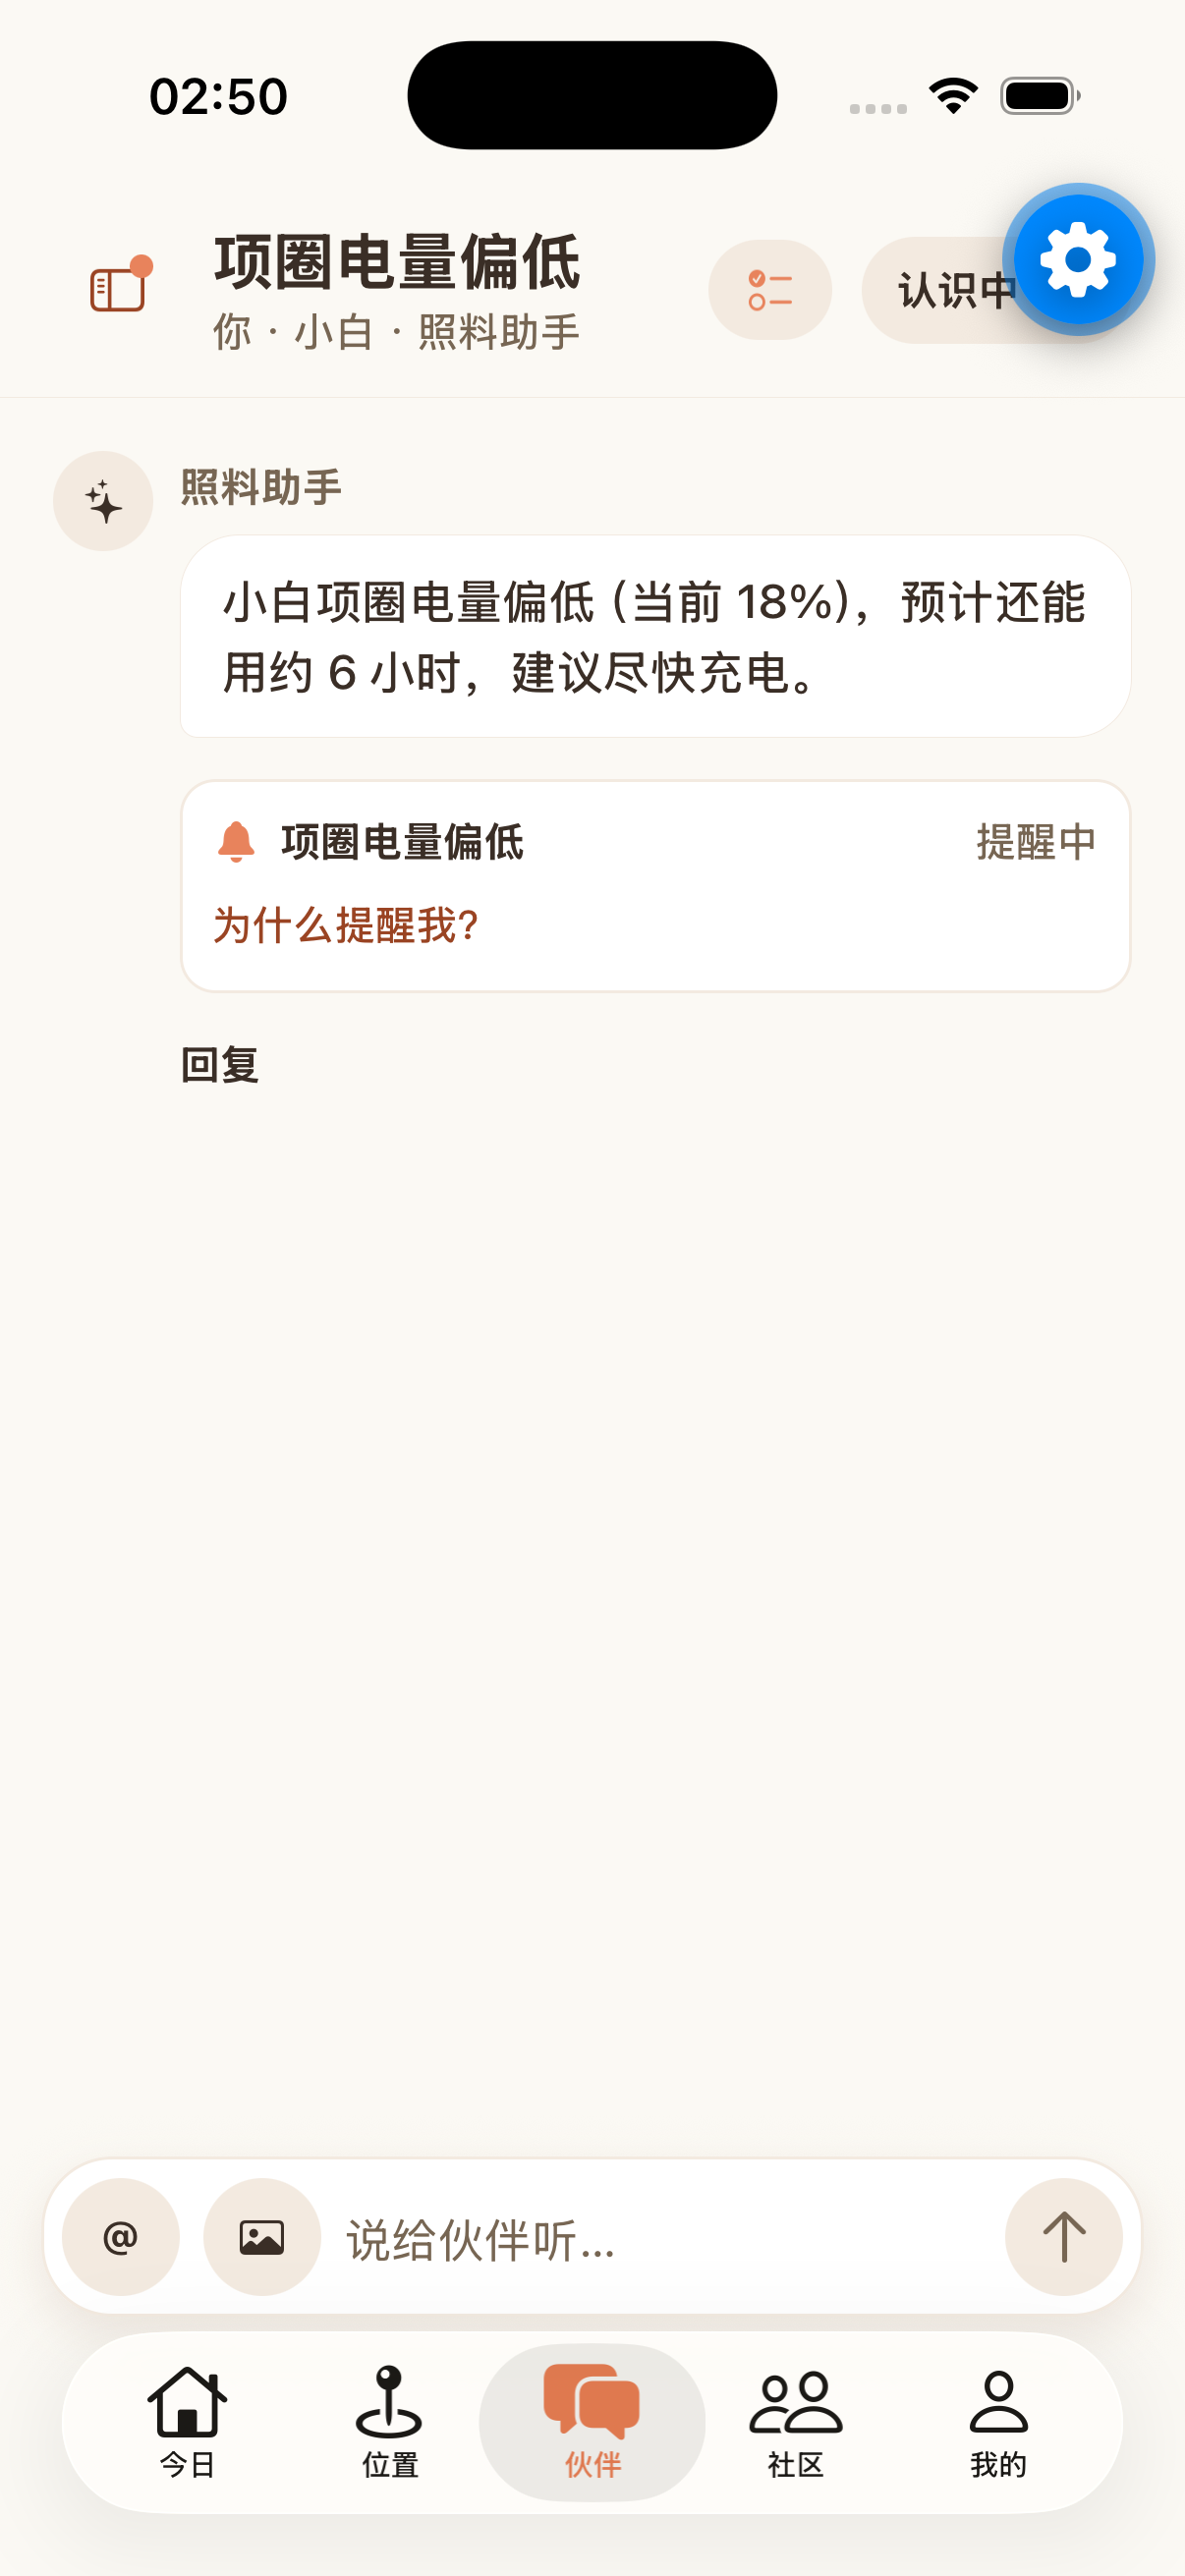 02:50
项圈电量偏低
你 · 小白 · 照料助手
认识中
照料助手
小白项圈电量偏低 (当前 18%)，预计还能
用约 6 小时，建议尽快充电。
项圈电量偏低
提醒中
为什么提醒我?
回复
@
说给伙伴听...
今日
位置
伙伴
社区
我的